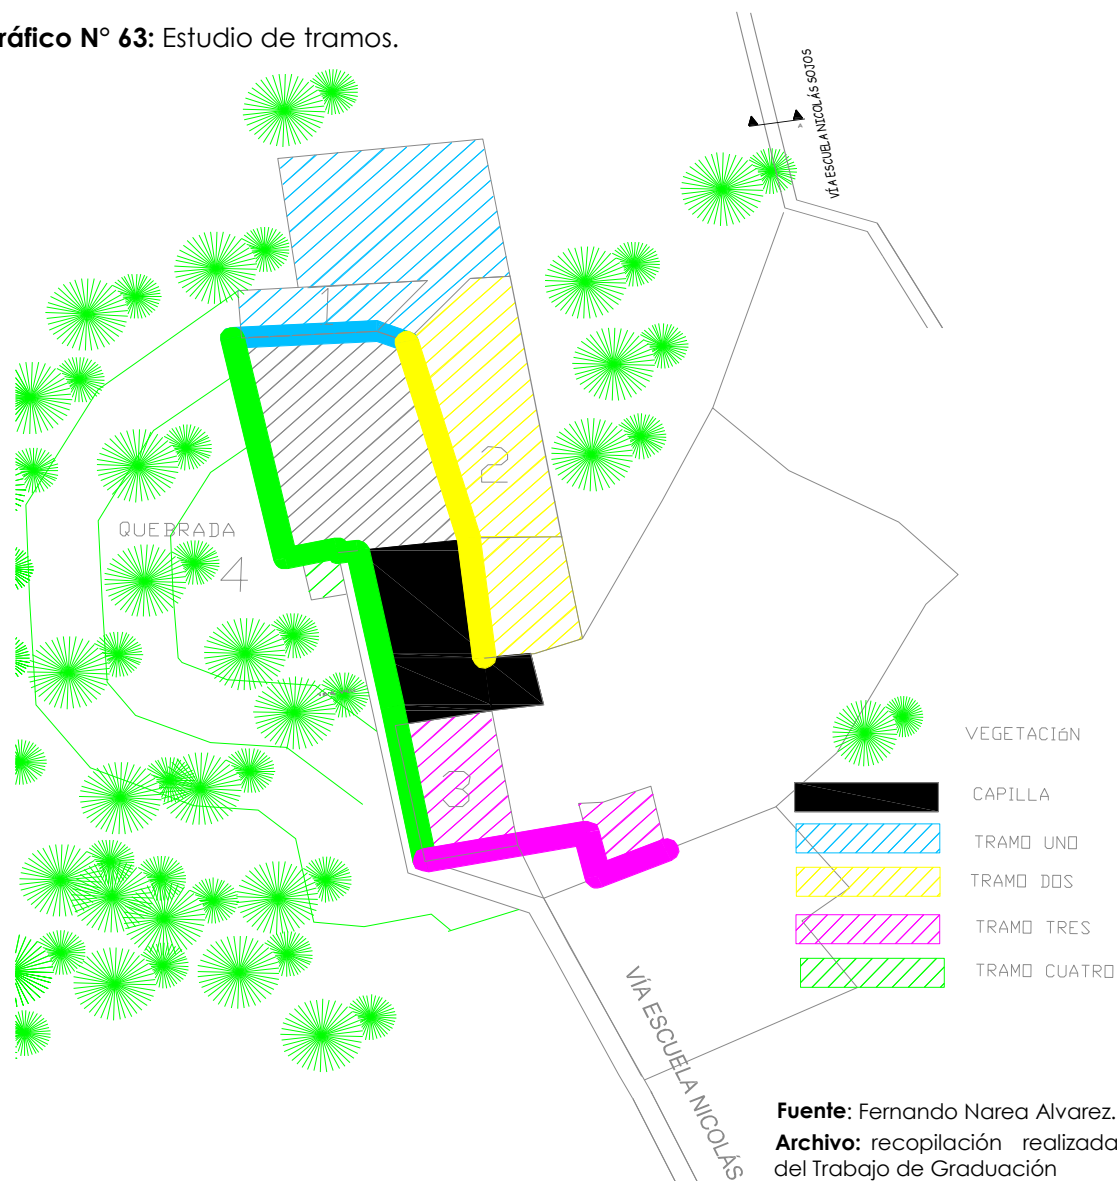 ráfico N° 63: Estudio de tramos.
VÍA ESCUELA NICOLÁS SOJOS
1
2
QUEBRADA
4
3
VEGETACIóN
CAPILLA
TRAMO UNO
TRAMO DOS
TRAMO TRES
TRAMO CUATRO
VÍA ESCUELA NICOLÁS
Fuente: Fernando Narea Alvarez.
Archivo: recopilación realizada
del Trabajo de Graduación